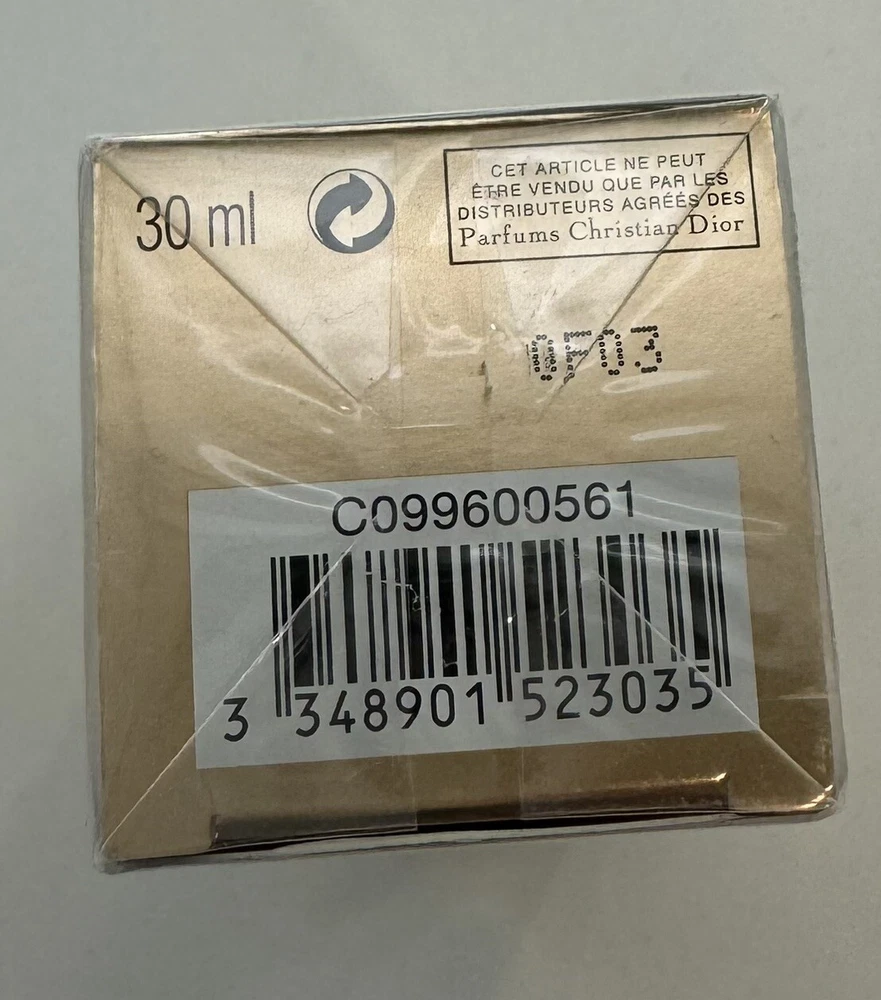 30 ml
CET ARTICLE NE PEUT
ÊTRE VENDU QUE PAR LES
DISTRIBUTEURS AGRÉÉS DES
Parfums Christian Dior
0F03
C099600561
3 348901 523035